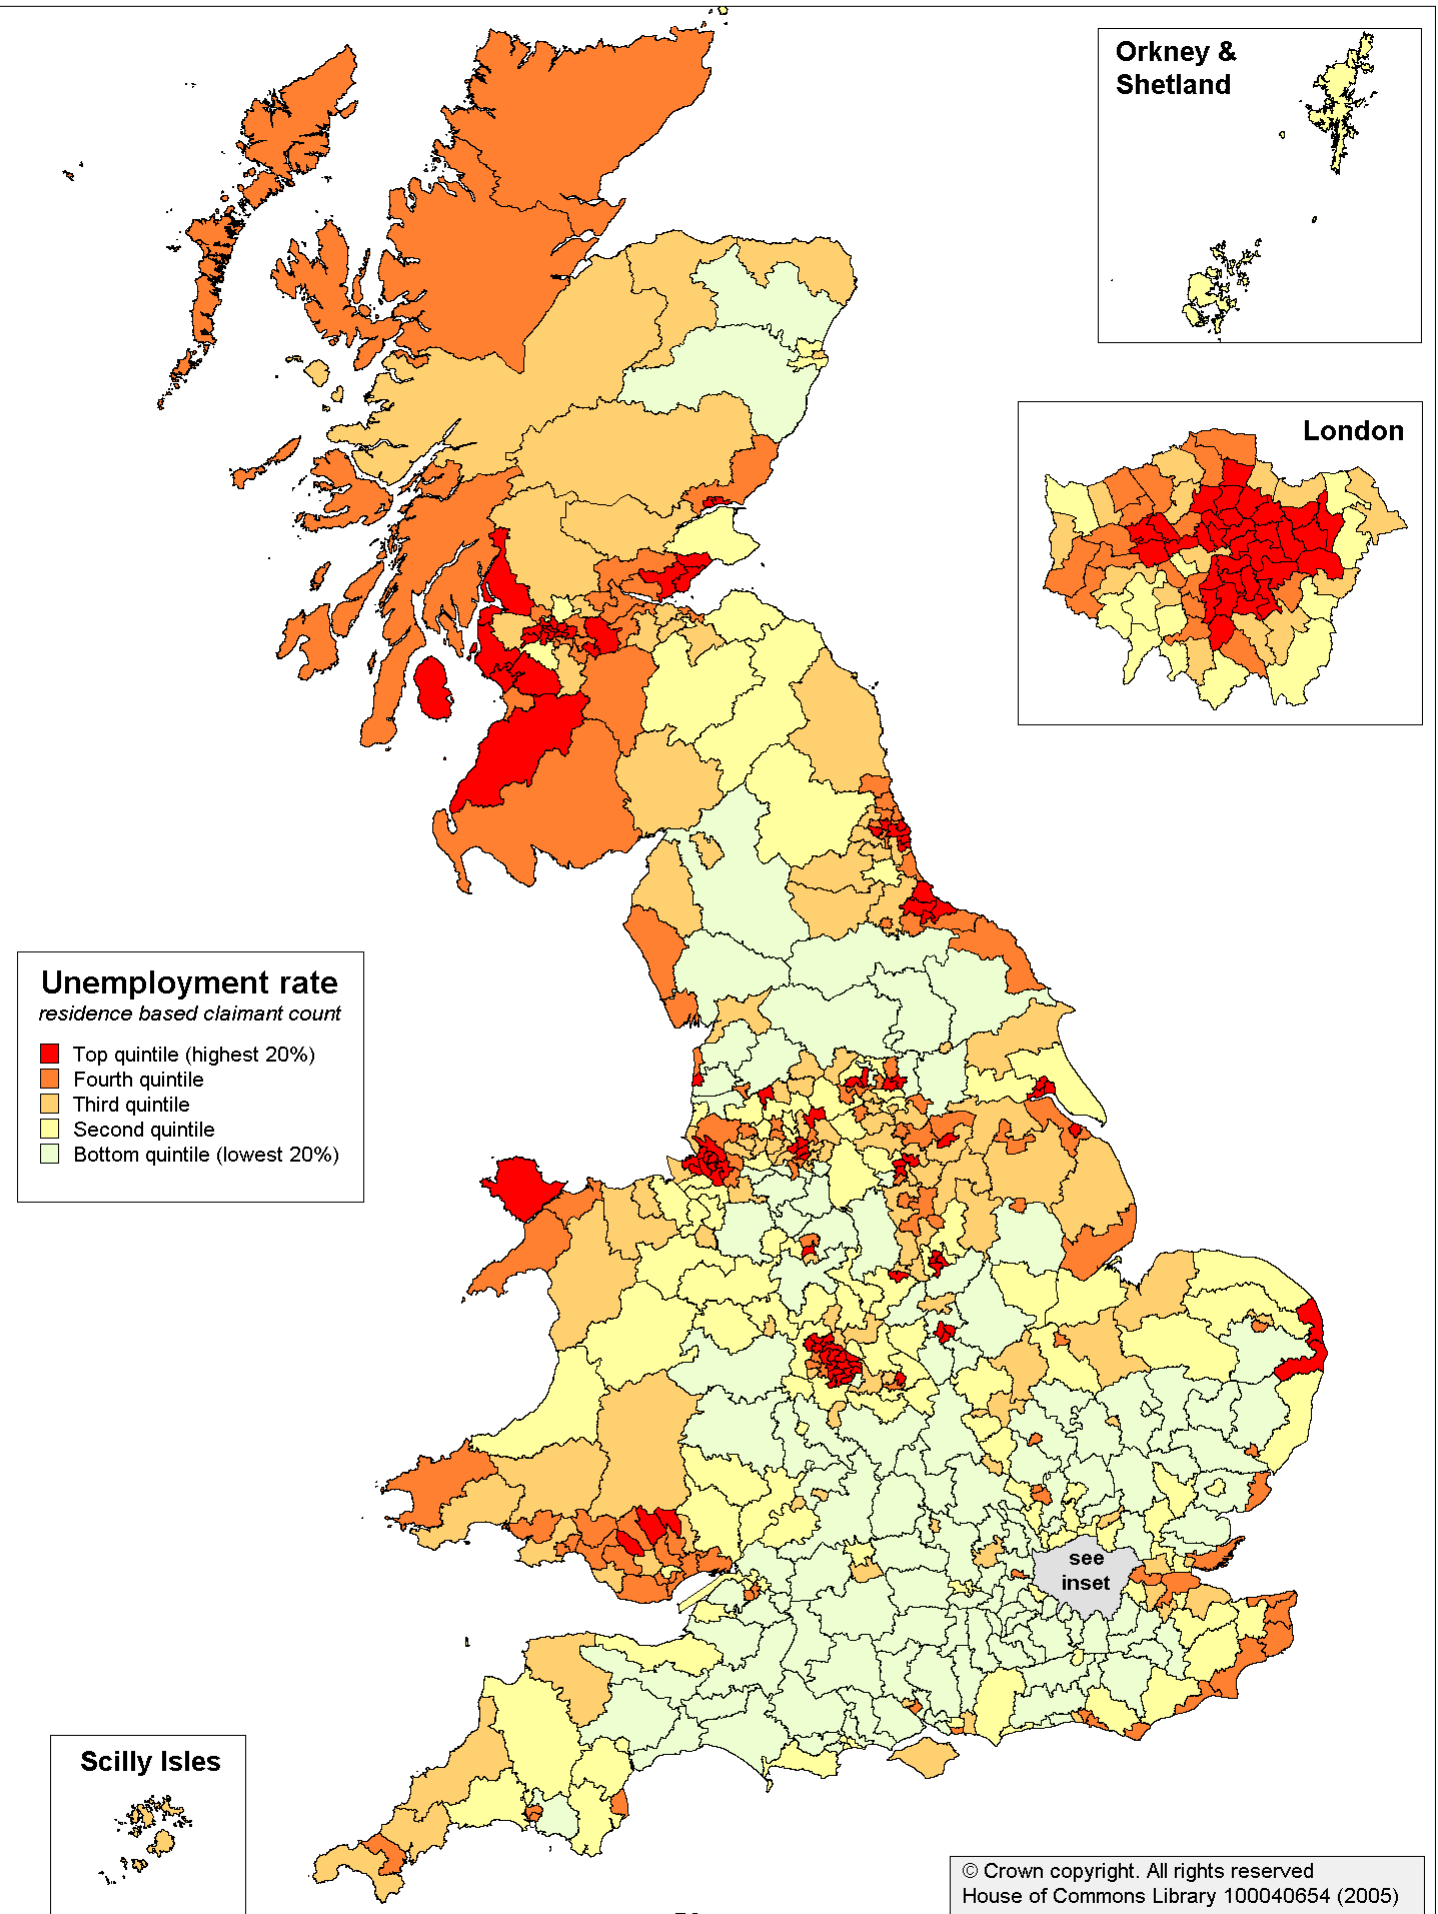 Orkney &
Shetland
London
Unemployment rate
residence based claimant count
Top quintile (highest 20%)
Fourth quintile
Third quintile
Second quintile
Bottom quintile (lowest 20%)
see
inset
Scilly Isles
© Crown copyright. All rights reserved
House of Commons Library 100040654 (2005)